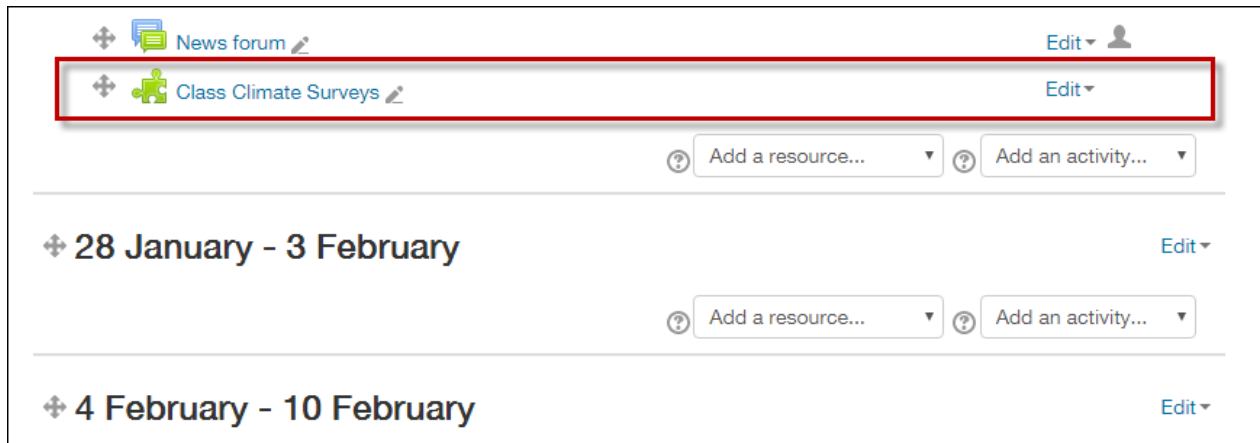 News forum Edit
Class Climate Surveys Edit
Add a resource... Add an activity...
28 January - 3 February Edit
Add a resource... Add an activity...
4 February - 10 February Edit